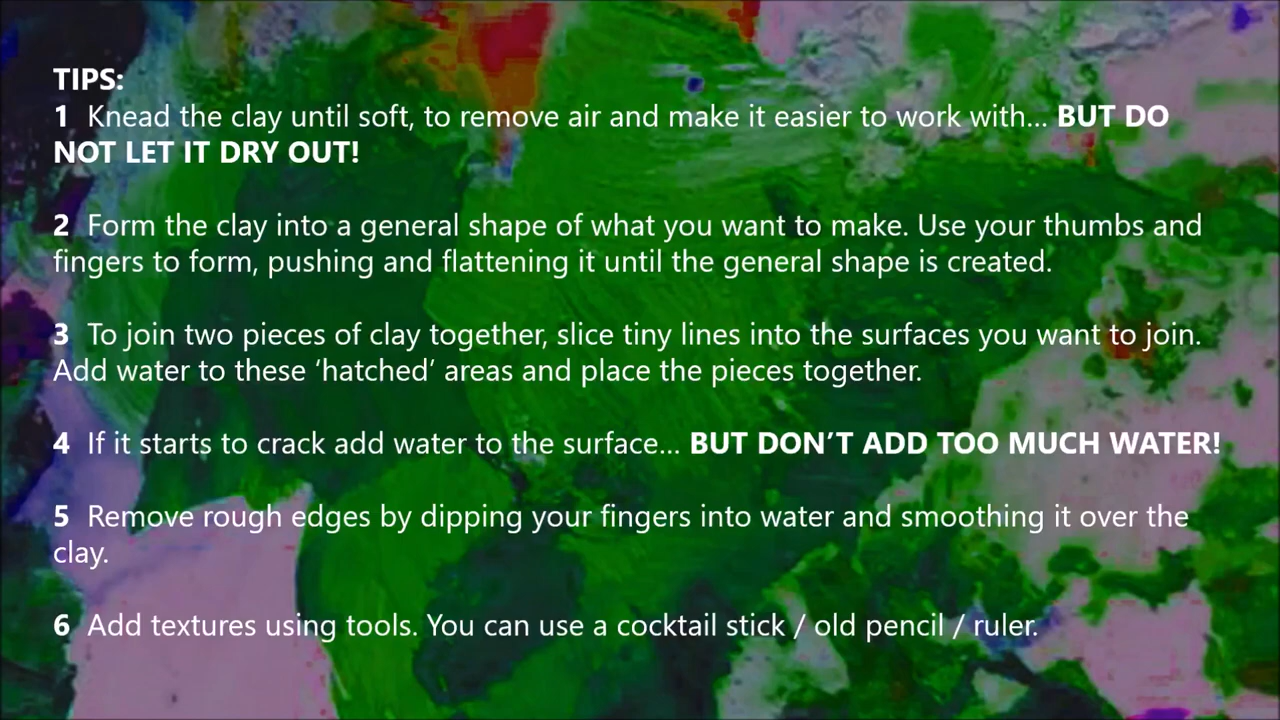 TIPS:
1  Knead the clay until soft, to remove air and make it easier to work with... BUT DO
NOT LET IT DRY OUT!
2  Form the clay into a general shape of what you want to make. Use your thumbs and
fingers to form, pushing and flattening it until the general shape is created.
3  To join two pieces of clay together, slice tiny lines into the surfaces you want to join.
Add water to these ‘hatched’ areas and place the pieces together.
4  If it starts to crack add water to the surface... BUT DON’T ADD TOO MUCH WATER!
5  Remove rough edges by dipping your fingers into water and smoothing it over the
clay.
6  Add textures using tools. You can use a cocktail stick / old pencil / ruler.